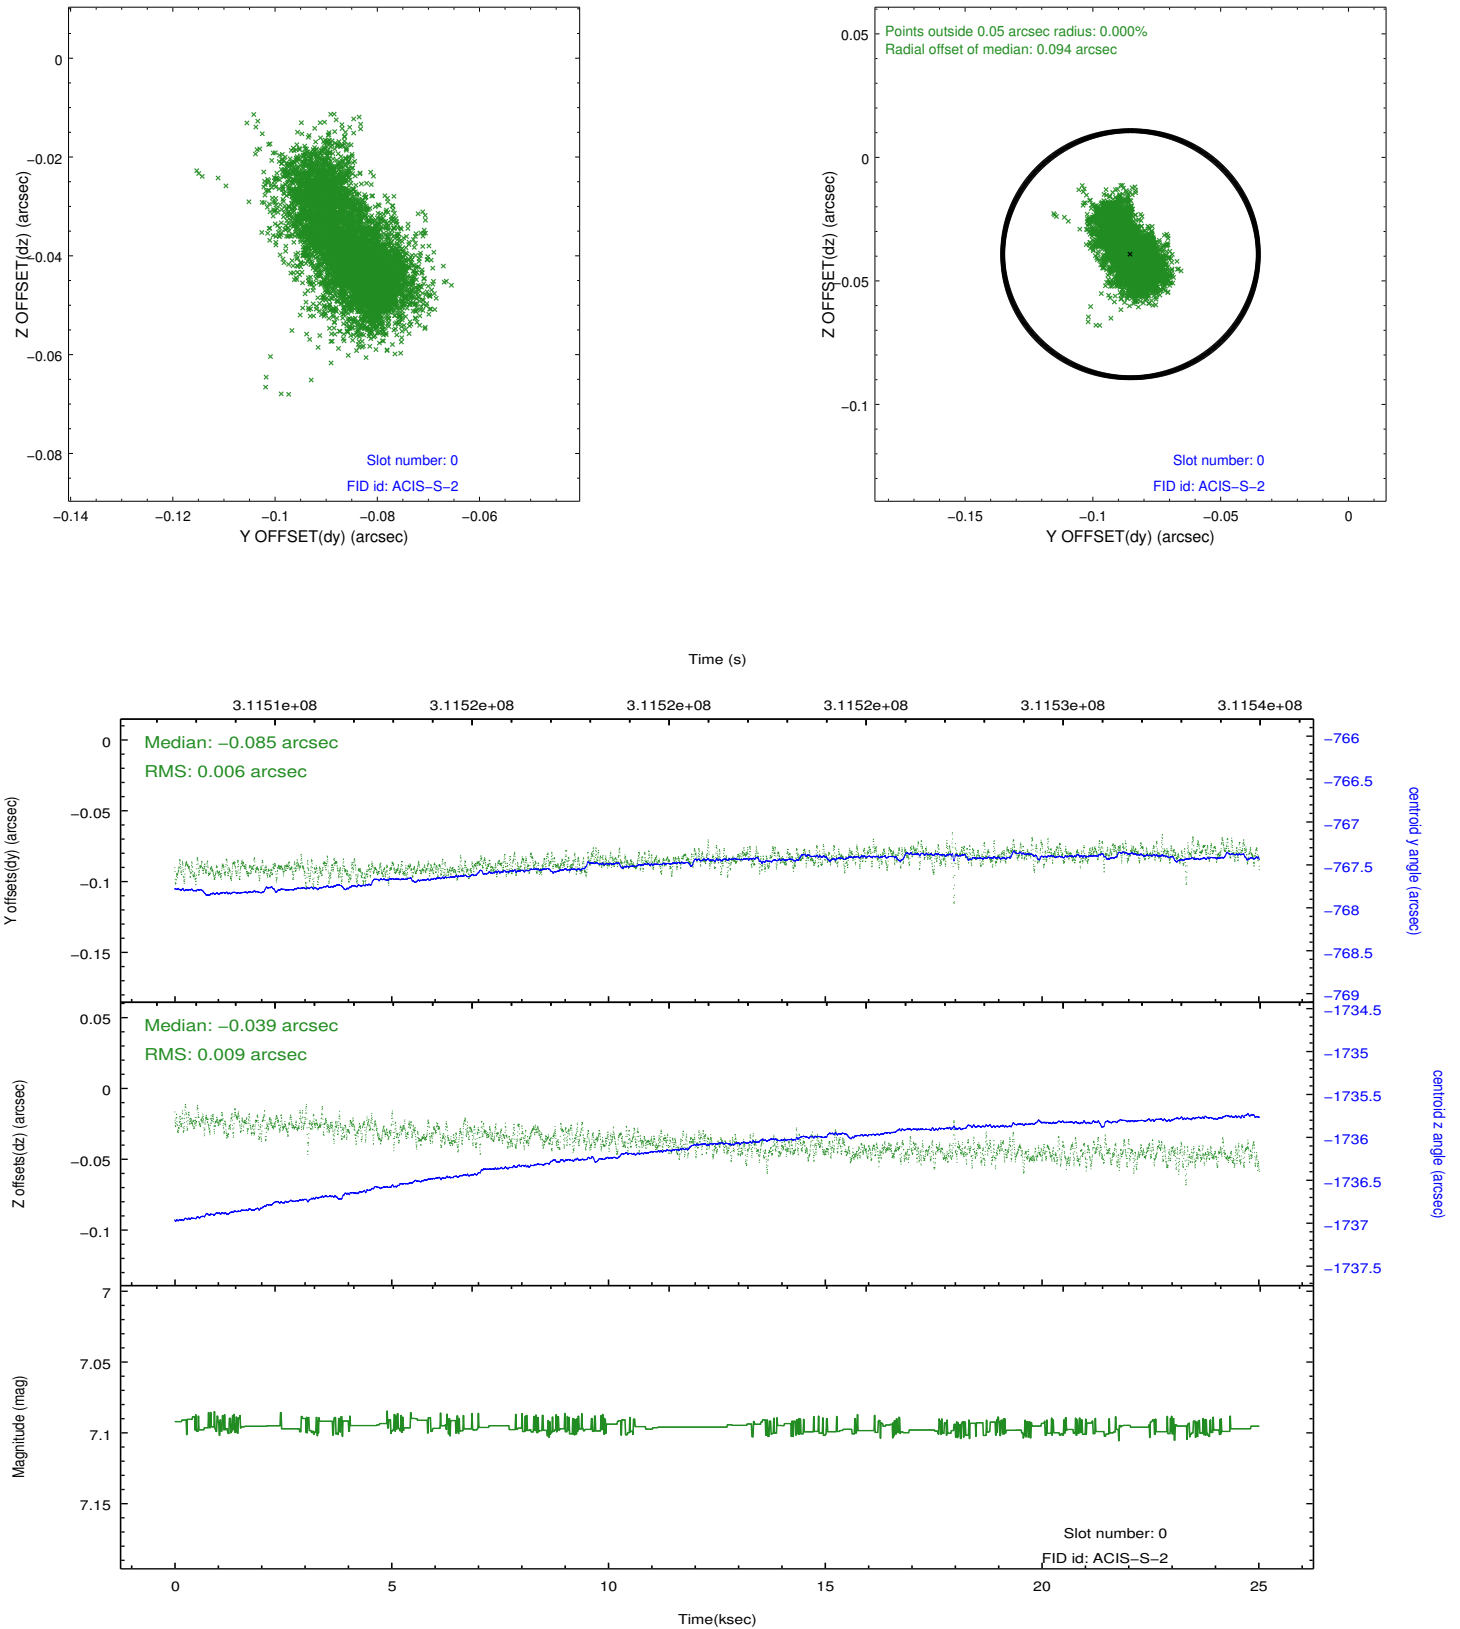 0
−0.02
−0.04
−0.06
−0.08
Z OFFSET(dz) (arcsec)
Slot number: 0
FID id: ACIS−S−2
−0.14
−0.12
−0.1
−0.08
−0.06
Y OFFSET(dy) (arcsec)
Points outside 0.05 arcsec radius: 0.000%
Radial offset of median: 0.094 arcsec
0.05
0
−0.05
−0.1
Z OFFSET(dz) (arcsec)
Slot number: 0
FID id: ACIS−S−2
−0.15
−0.1
−0.05
0
Y OFFSET(dy) (arcsec)
Time (s)
3.1151e+08
3.1152e+08
3.1152e+08
3.1152e+08
3.1153e+08
3.1154e+08
Median: −0.085 arcsec
RMS: 0.006 arcsec
0
−0.05
−0.1
−0.15
Y offsets(dy) (arcsec)
−766
−766.5
−767
−767.5
−768
−768.5
−769
centroid y angle (arcsec)
Median: −0.039 arcsec
RMS: 0.009 arcsec
0.05
0
−0.05
−0.1
Z offsets(dz) (arcsec)
−1734.5
−1735
−1735.5
−1736
−1736.5
−1737
−1737.5
centroid z angle (arcsec)
7
7.05
7.1
7.15
Magnitude (mag)
Slot number: 0
FID id: ACIS−S−2
0
5
10
15
20
25
Time(ksec)